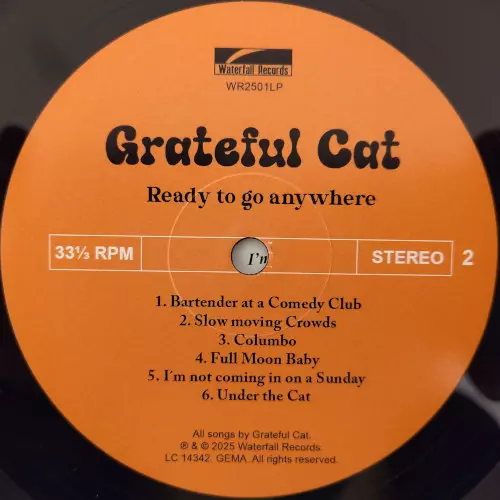 Waterfall Records
WR2501LP
Grateful Cat
Ready to go anywhere
33⅓ RPM
I'm
STEREO 2
1. Bartender at a Comedy Club
2. Slow moving Crowds
3. Columbo
4. Full Moon Baby
5. I'm not coming in on a Sunday
6. Under the Cat
All songs by Grateful Cat.
℗ & © 2025 Waterfall Records.
LC 14342. GEMA. All rights reserved.